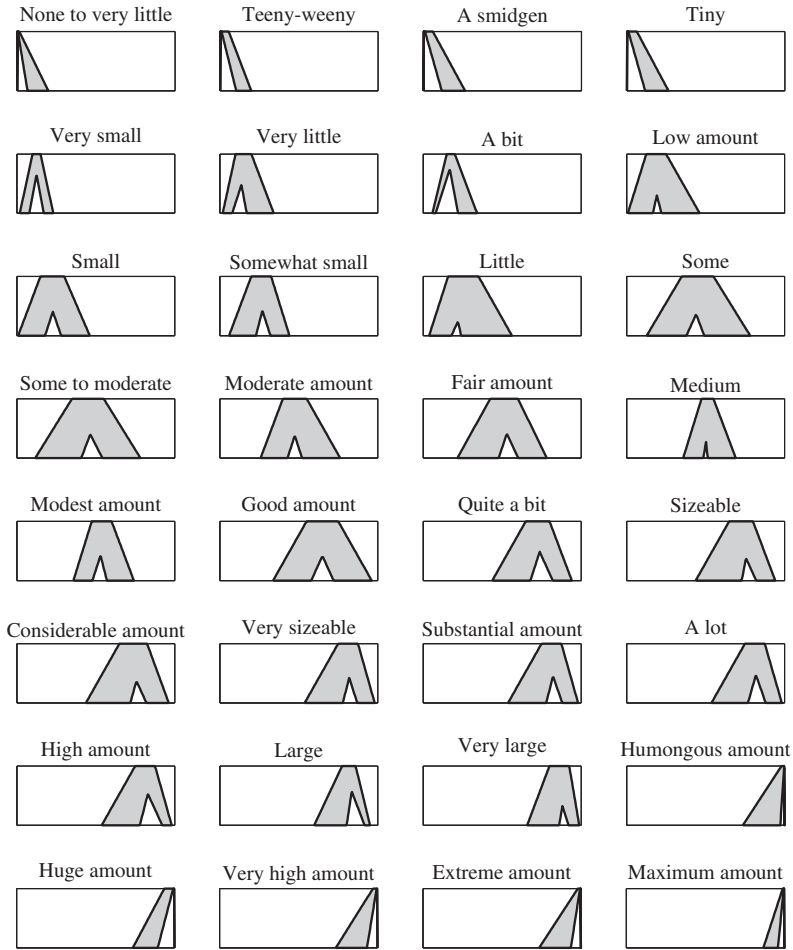 None to very little
Teeny-weeny
A smidgen
Tiny
Very small
Very little
A bit
Low amount
Small
Somewhat small
Little
Some
Some to moderate
Moderate amount
Fair amount
Medium
Modest amount
Good amount
Quite a bit
Sizeable
Considerable amount
Very sizeable
Substantial amount
A lot
High amount
Large
Very large
Humongous amount
Huge amount
Very high amount
Extreme amount
Maximum amount